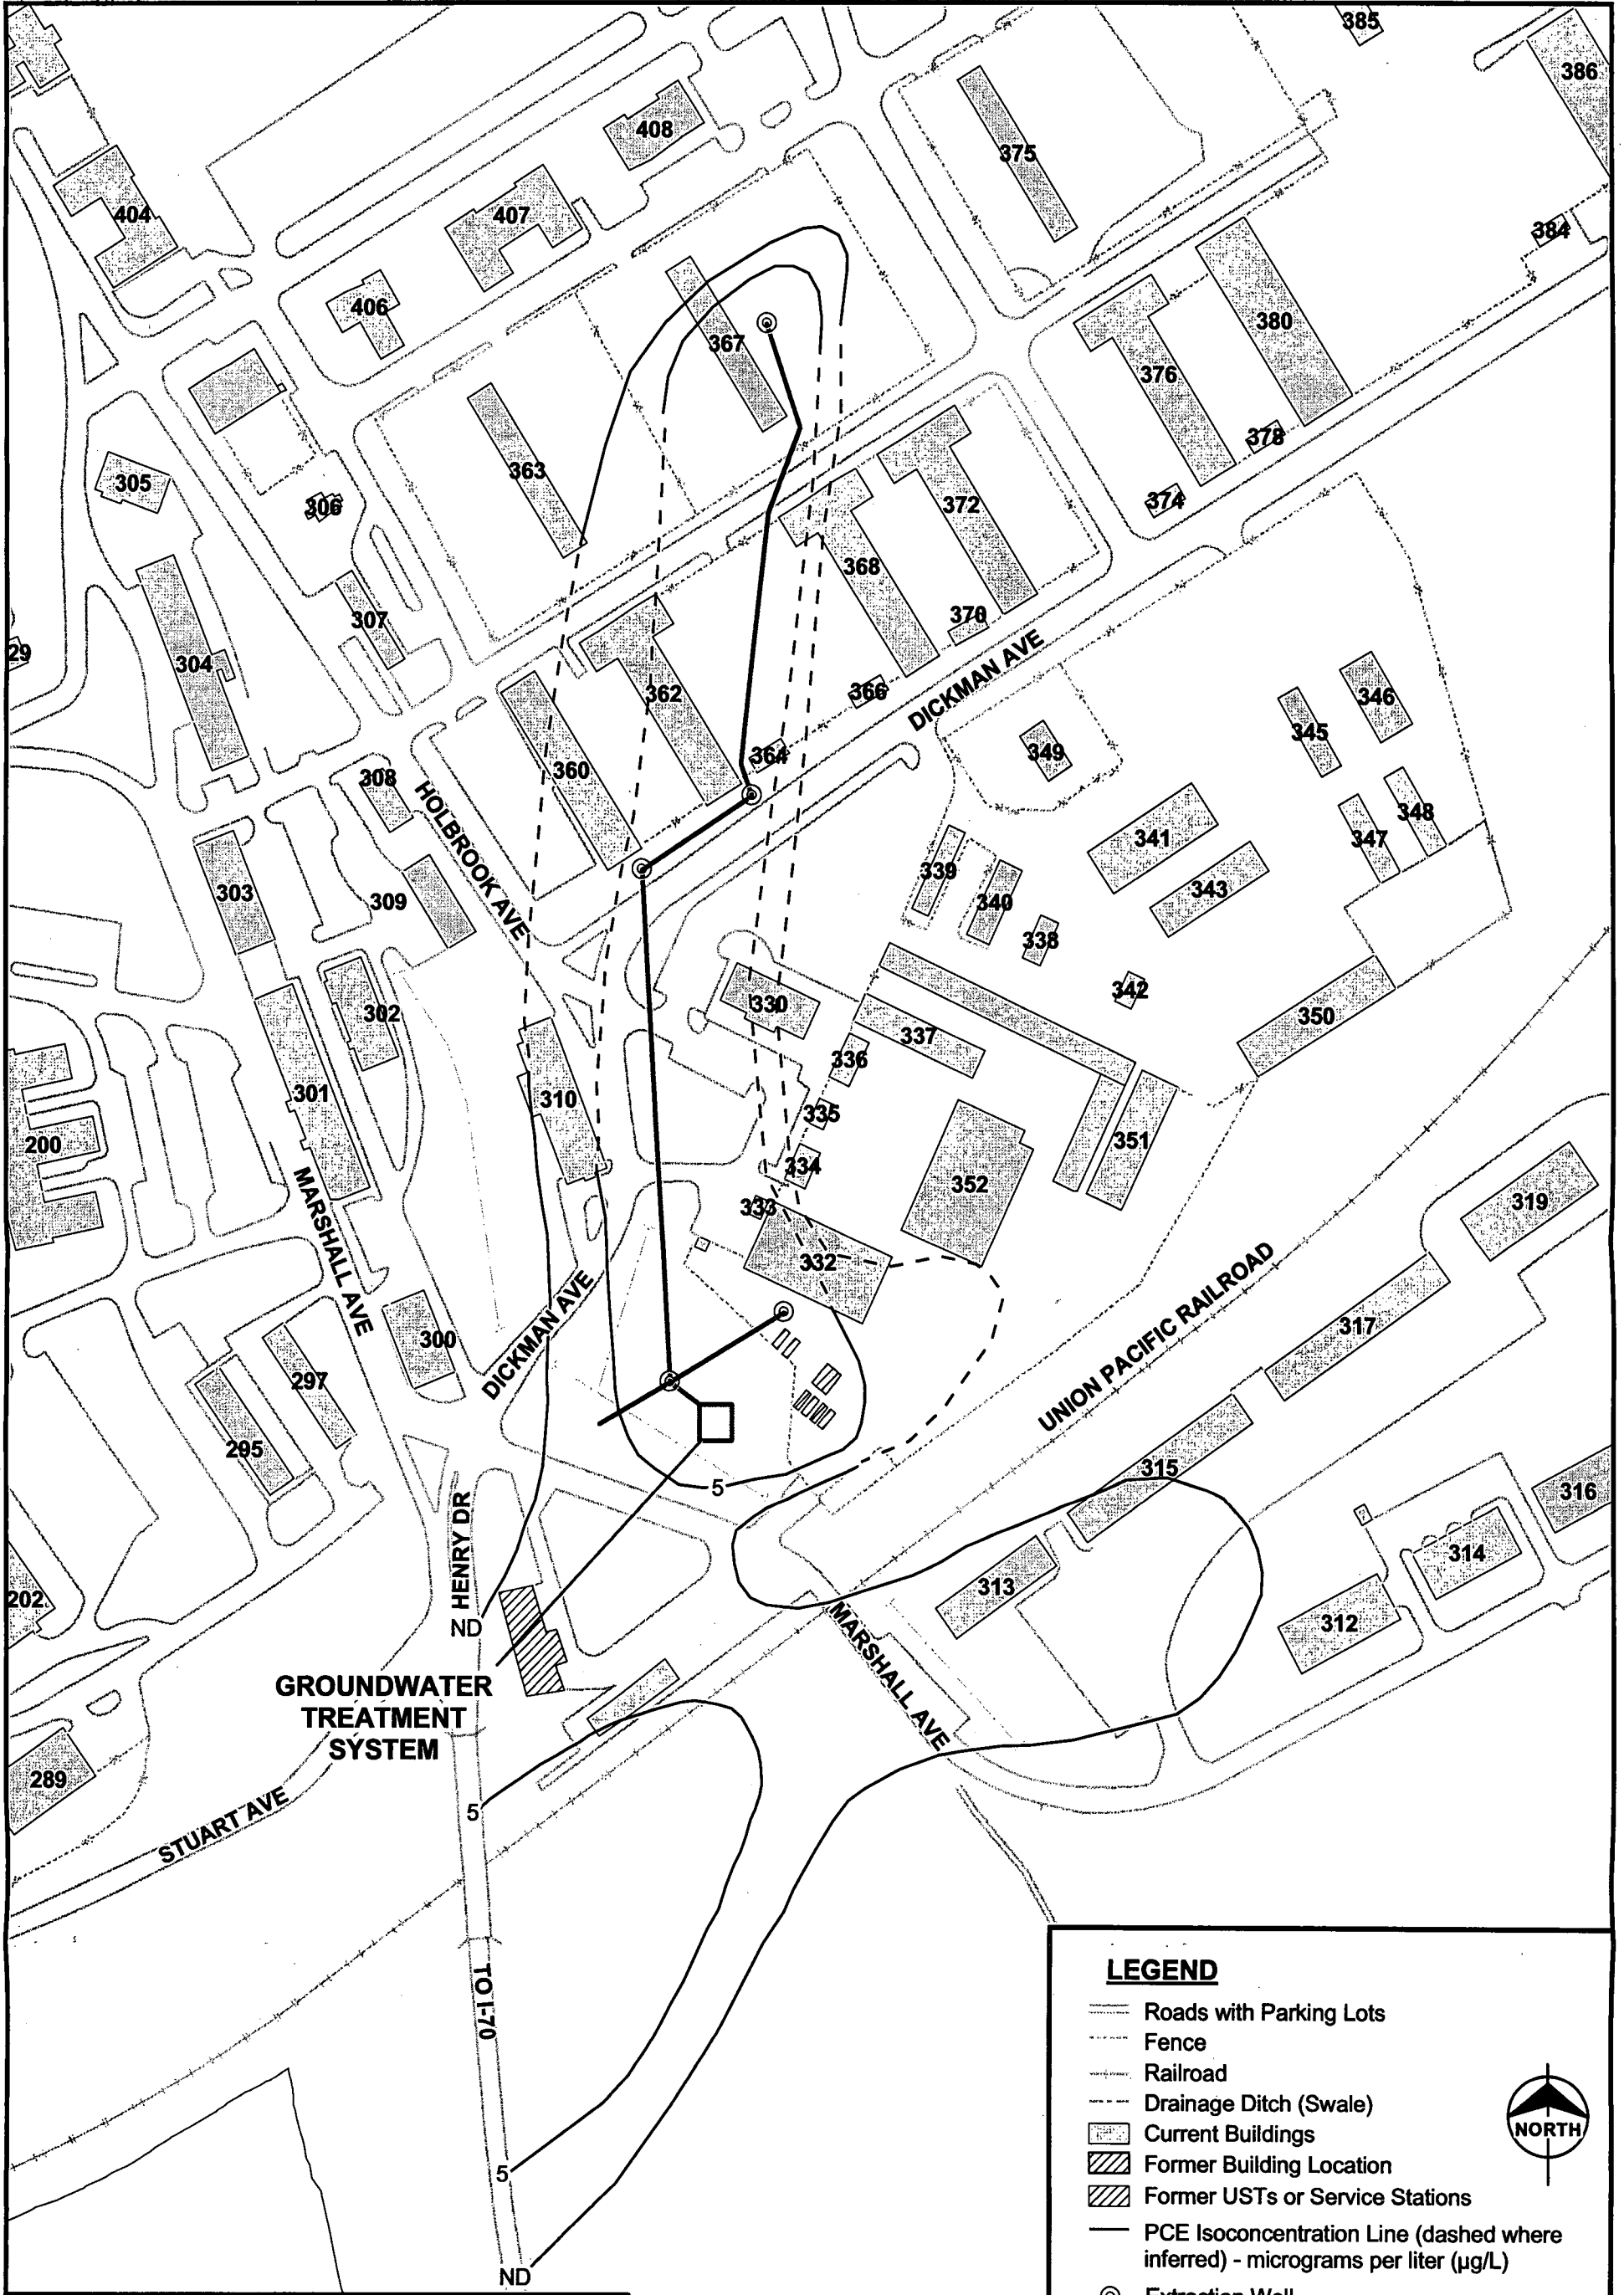 385
386
408
375
404
407
384
406
380
367
376
378
363
305
306
374
372
368
307
370
29
304
362
366
DICKMAN AVE
346
345
349
364
360
308
HOLBROOK AVE
348
341
347
339
343
303
309
340
338
342
330
302
350
337
336
301
310
335
351
200
334
352
MARSHALL AVE
319
333
332
UNION PACIFIC RAILROAD
317
DICKMAN AVE
300
297
295
315
5
316
HENRY DR
314
313
202
312
ND
MARSHALL AVE
GROUNDWATER
TREATMENT
SYSTEM
289
5
STUART AVE
TO I-70
5
ND
LEGEND
Roads with Parking Lots
Fence
Railroad
Drainage Ditch (Swale)
Current Buildings
Former Building Location
Former USTs or Service Stations
PCE Isoconcentration Line (dashed where
inferred) - micrograms per liter (µg/L)
Extraction Well
NORTH